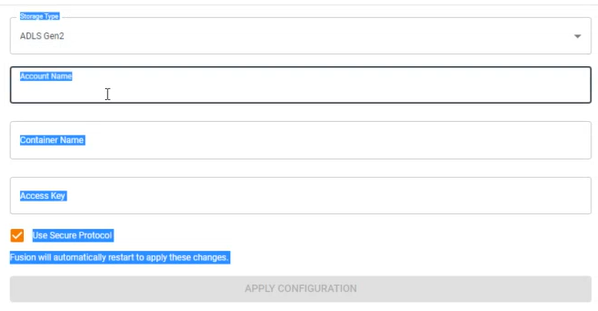 Storage Type
ADLS Gen2
Account Name
Container Name
Access Key
Use Secure Protocol
Fusion will automatically restart to apply these changes.
APPLY CONFIGURATION